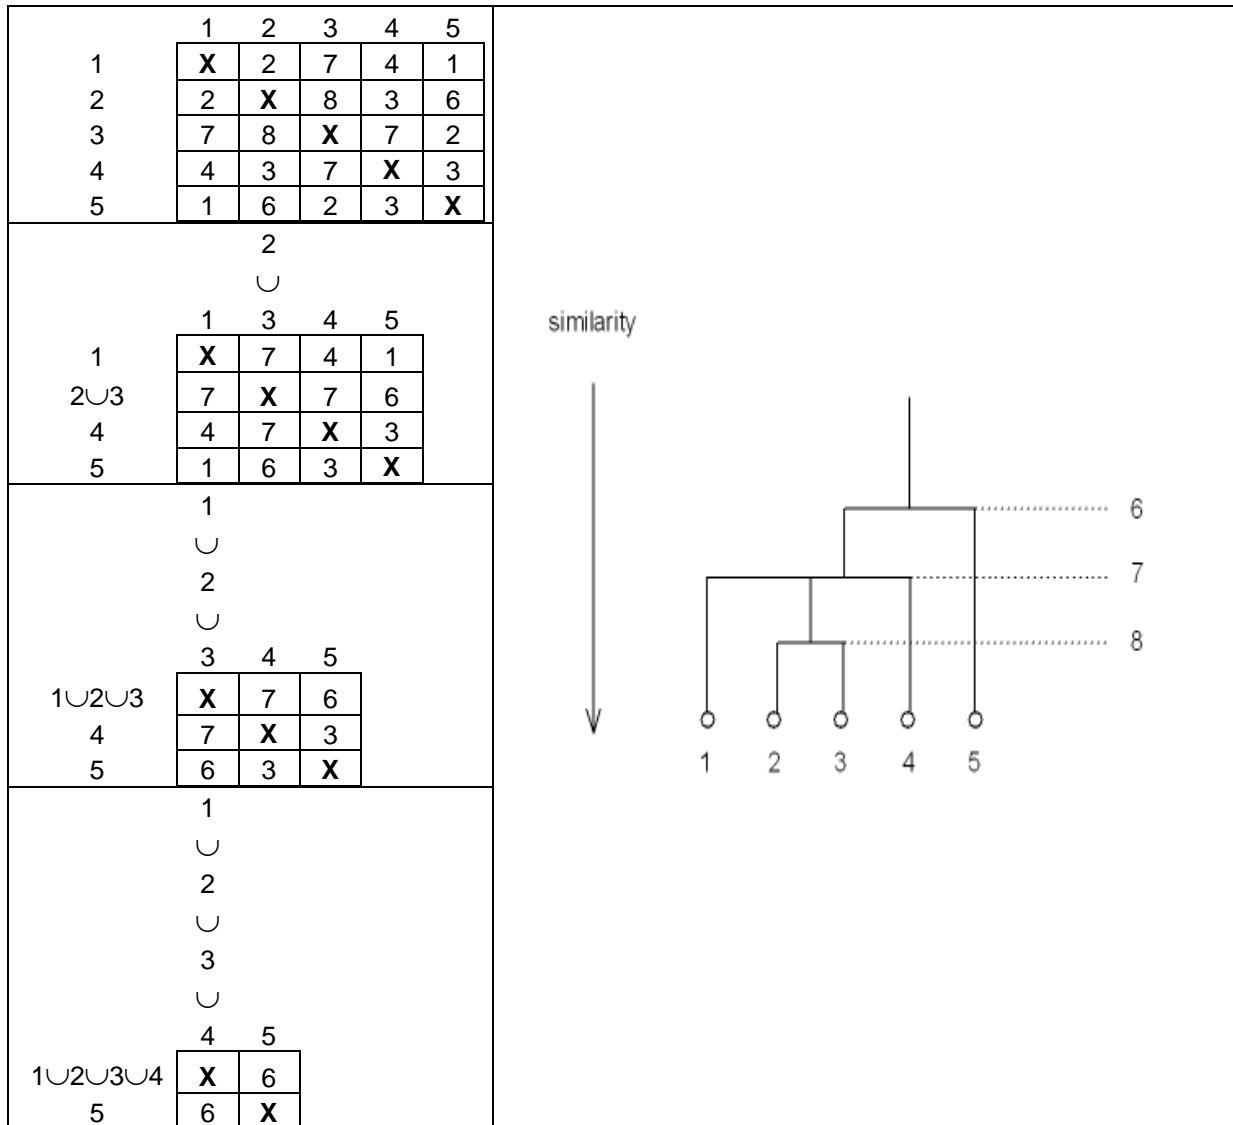 1 2 3 4 5
1 X 2 7 4 1
2 2 X 8 3 6
3 7 8 X 7 2
4 4 3 7 X 3
5 1 6 2 3 X
2
∪
1 3 4 5
1 X 7 4 1
2∪3 7 X 7 6
4 4 7 X 3
5 1 6 3 X
1
∪
2
∪
3 4 5
1∪2∪3 X 7 6
4 7 X 3
5 6 3 X
1
∪
2
∪
3
∪
4 5
1∪2∪3∪4 X 6
5 6 X
similarity
6
7
8
1 2 3 4 5